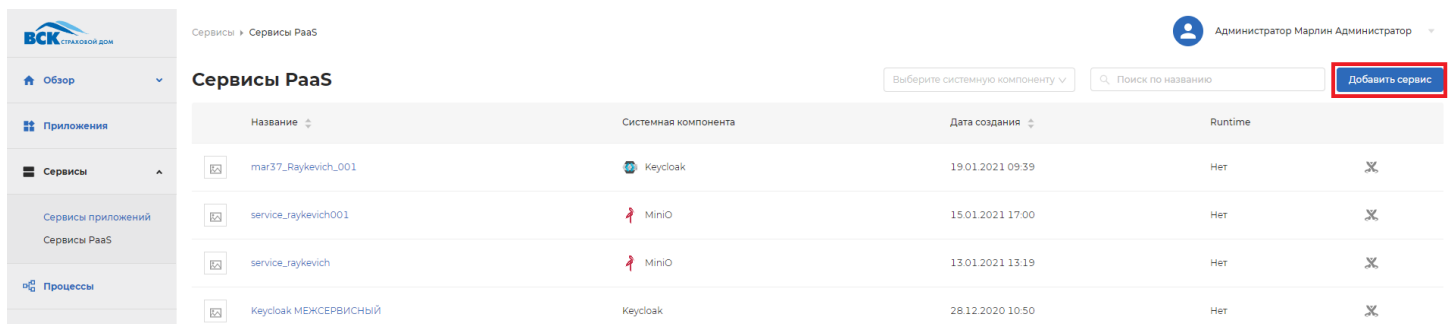 ВСК СТРАХОВОЙ ДОМ
Сервисы Сервисы PaaS
Администратор Марлин Администратор
Обзор
Приложения
Сервисы
Сервисы приложений
Сервисы PaaS
Процессы
Сервисы PaaS
Выберите системную компоненту
Поиск по названию
Добавить сервис
Название Системная компонента Дата создания Runtime
mar37_Raykevich_001 Keycloak 19.01.2021 09:39 Нет
service_raykevich001 MiniO 15.01.2021 17:00 Нет
service_raykevich MiniO 13.01.2021 13:19 Нет
Keycloak МЕЖСЕРВИСНЫЙ Keycloak 28.12.2020 10:50 Нет